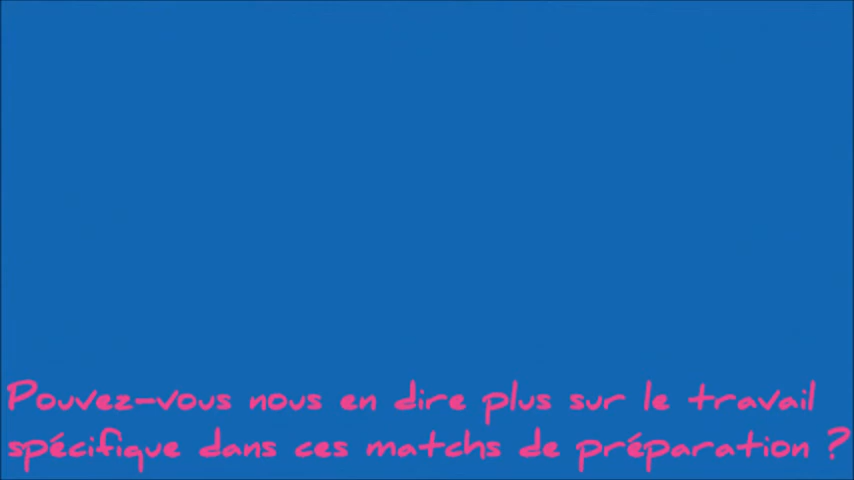 Pouvez-vous nous en dire plus sur le travail
spécifique dans ces matchs de préparation ?